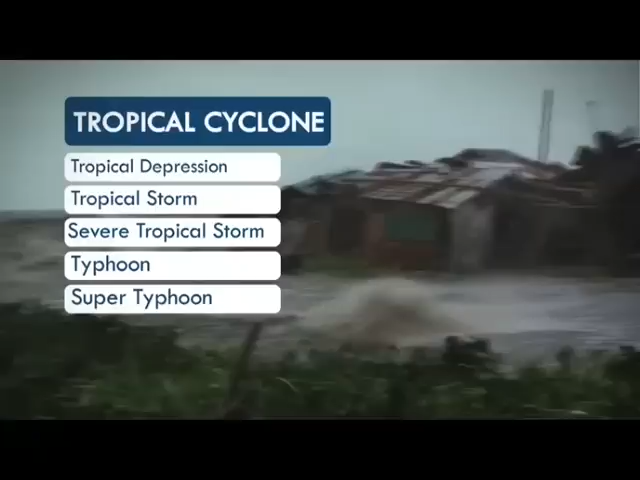 TROPICAL CYCLONE
Tropical Depression
Tropical Storm
Severe Tropical Storm
Typhoon
Super Typhoon